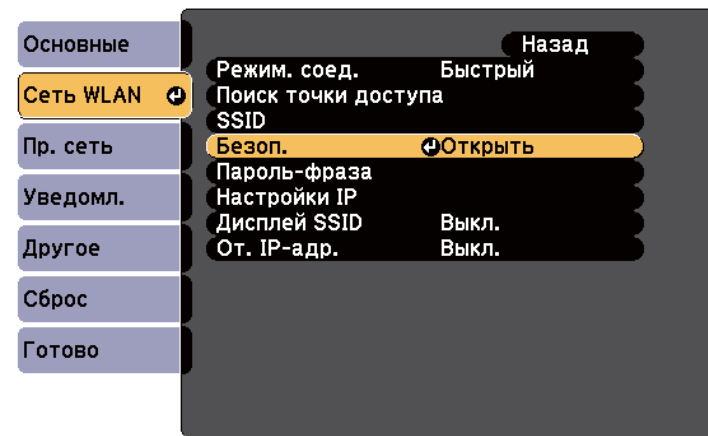 Основные
Сеть WLAN
Пр. сеть
Уведомл.
Другое
Сброс
Готово
Назад
Режим. соед. Быстрый
Поиск точки доступа
SSID
Безоп. Открыть
Пароль-фраза
Настройки IP
Дисплей SSID Выкл.
От. IP-адр. Выкл.